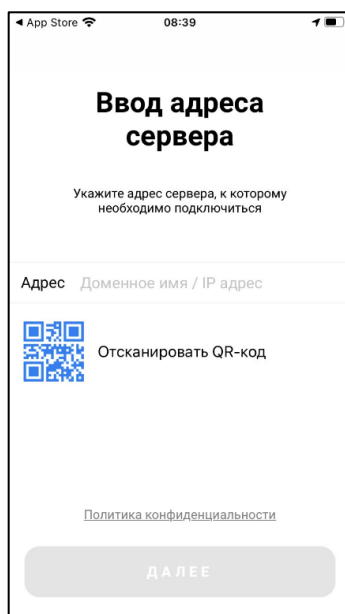 ◀ App Store 08:39
Ввод адреса
сервера
Укажите адрес сервера, к которому
необходимо подключиться
Адрес Доменное имя / IP адрес
Отсканировать QR-код
Политика конфиденциальности
ДАЛЕЕ